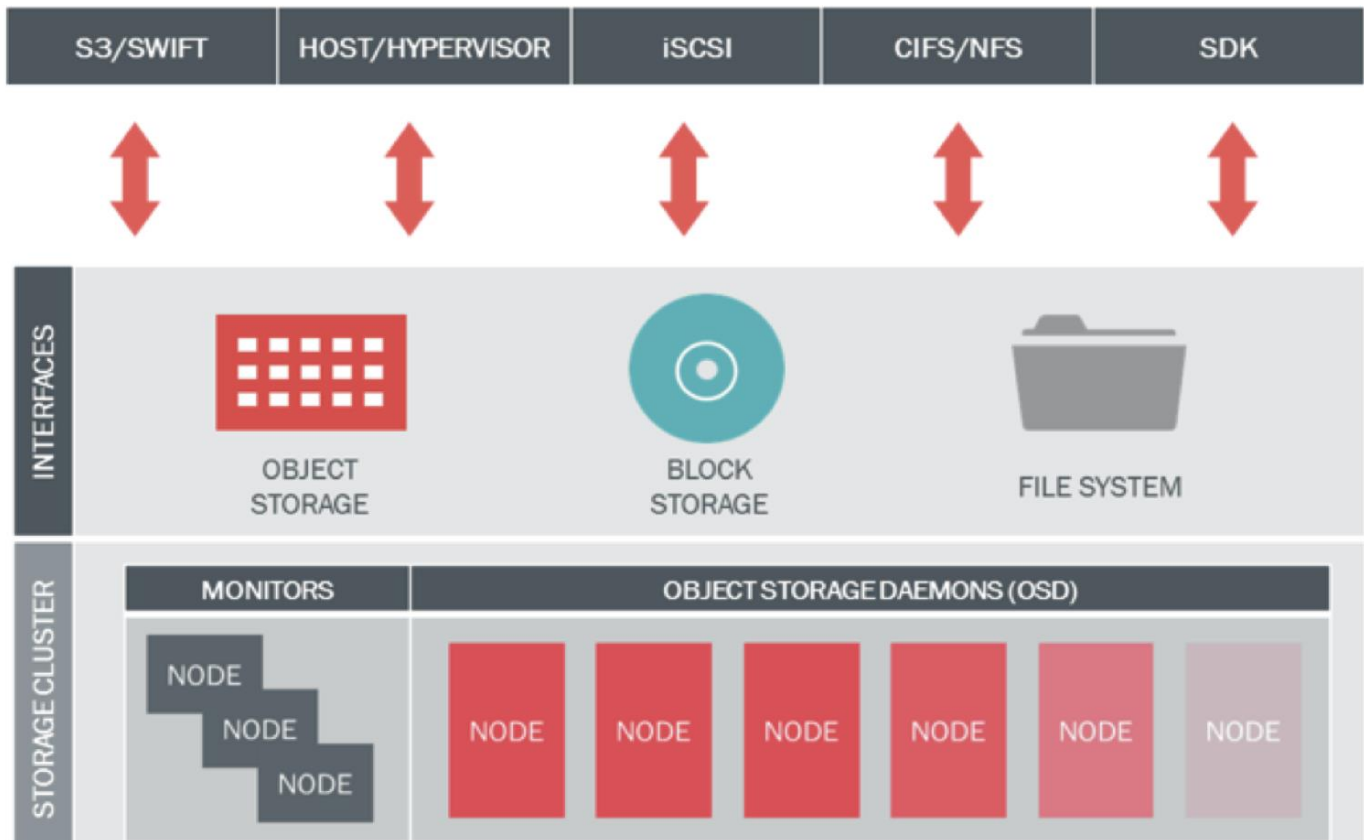 S3/SWIFT
HOST/HYPERVISOR
iSCSI
CIFS/NFS
SDK
INTERFACES
OBJECT
STORAGE
BLOCK
STORAGE
FILE SYSTEM
STORAGE CLUSTER
MONITORS
OBJECT STORAGE DAEMONS (OSD)
NODE
NODE
NODE
NODE
NODE
NODE
NODE
NODE
NODE